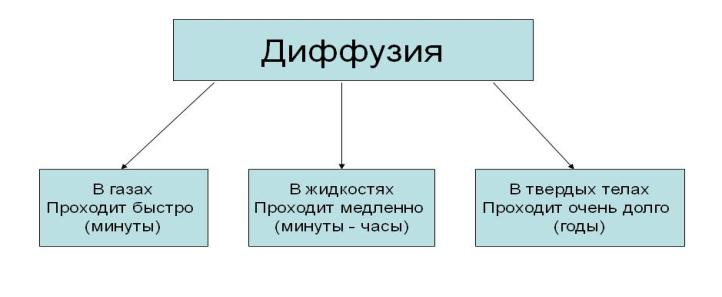 Диффузия
В газах
Проходит быстро
(минуты)
В жидкостях
Проходит медленно
(минуты - часы)
В твердых телах
Проходит очень долго
(годы)